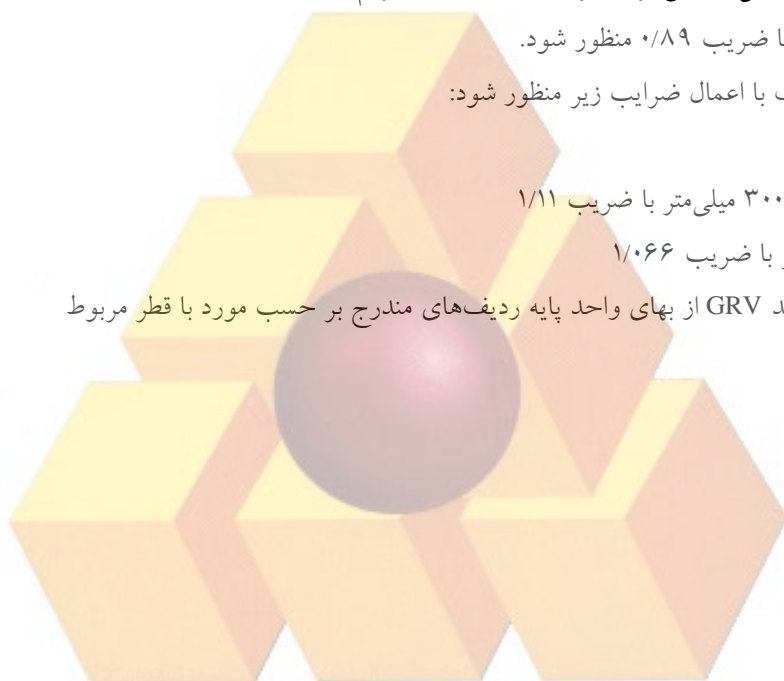 ضریب ۰/۸۹ منظور شود.
با اعمال ضرایب زیر منظور شود:
۳۰۰ میلی‌متر با ضریب ۱/۱۱
با ضریب ۱/۰۶۶
GRV از بهای واحد پایه ردیف‌های مندرج بر حسب مورد با قطر مربوط